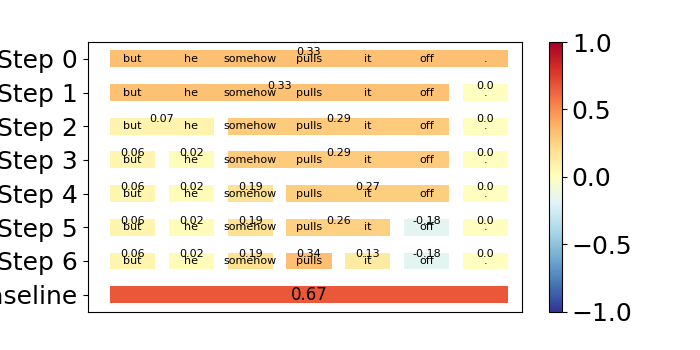 0.33
Step 0 but he somehow pulls it off .
0.33 0.0
Step 1 but he somehow pulls it off .
0.07 0.29 0.0
Step 2 but he somehow pulls it off .
0.06 0.02 0.29 0.0
Step 3 but he somehow pulls it off .
0.06 0.02 0.19 0.27 0.0
Step 4 but he somehow pulls it off .
0.06 0.02 0.19 0.26 -0.18 0.0
Step 5 but he somehow pulls it off .
0.06 0.02 0.19 0.34 0.13 -0.18 0.0
Step 6 but he somehow pulls it off .
aseline 0.67
1.0
0.5
0.0
−0.5
−1.0